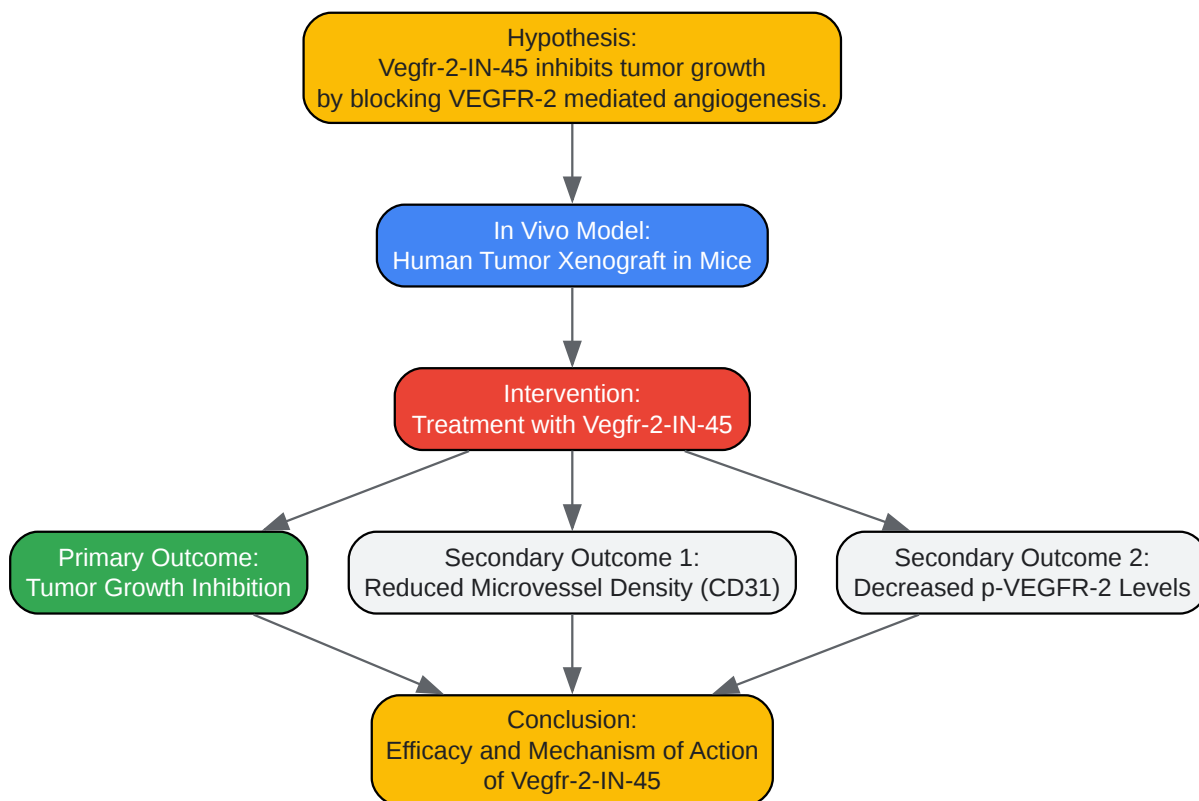 Hypothesis:
Vegfr-2-IN-45 inhibits tumor growth
by blocking VEGFR-2 mediated angiogenesis.
In Vivo Model:
Human Tumor Xenograft in Mice
Intervention:
Treatment with Vegfr-2-IN-45
Primary Outcome:
Tumor Growth Inhibition
Secondary Outcome 1:
Reduced Microvessel Density (CD31)
Secondary Outcome 2:
Decreased p-VEGFR-2 Levels
Conclusion:
Efficacy and Mechanism of Action
of Vegfr-2-IN-45